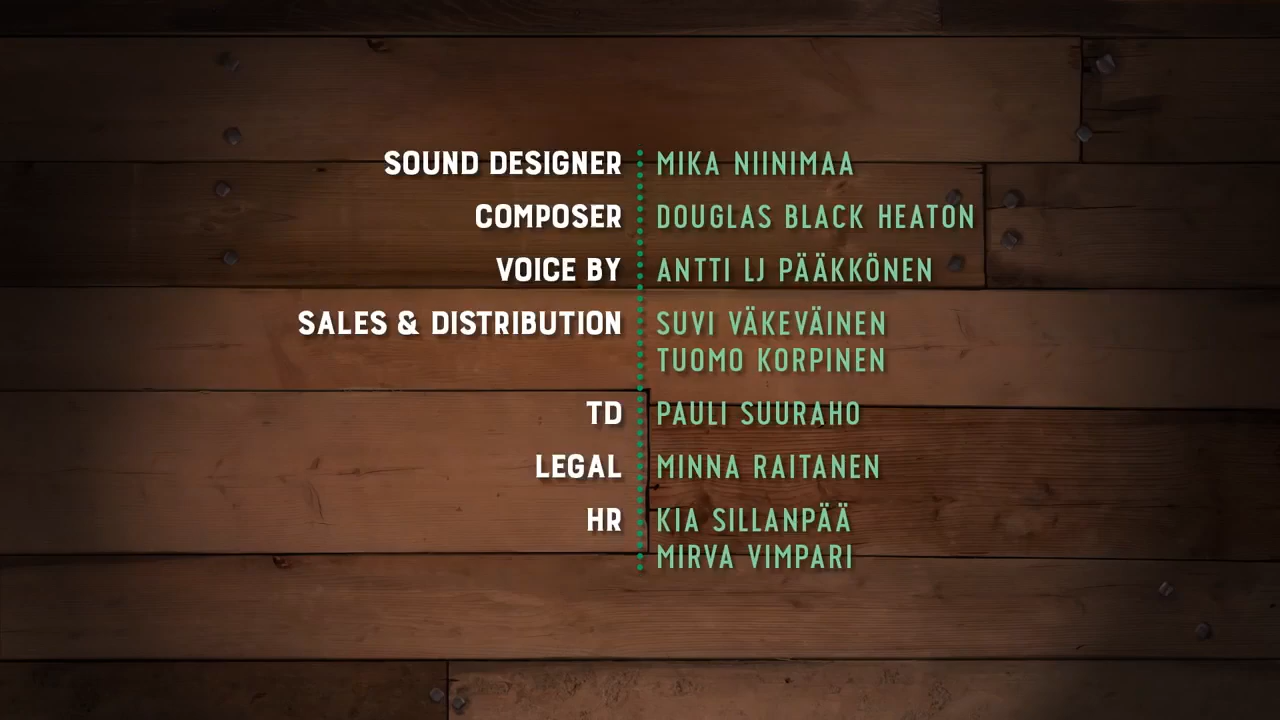 SOUND DESIGNER MIKA NIINIMAA
COMPOSER DOUGLAS BLACK HEATON
VOICE BY ANTTI LJ PÄÄKKÖNEN
SALES & DISTRIBUTION SUVI VÄKEVÄINEN
TUOMO KORPINEN
TD PAULI SUURAHO
LEGAL MINNA RAITANEN
HR KIA SILLANPÄÄ
MIRVA VIMPARI